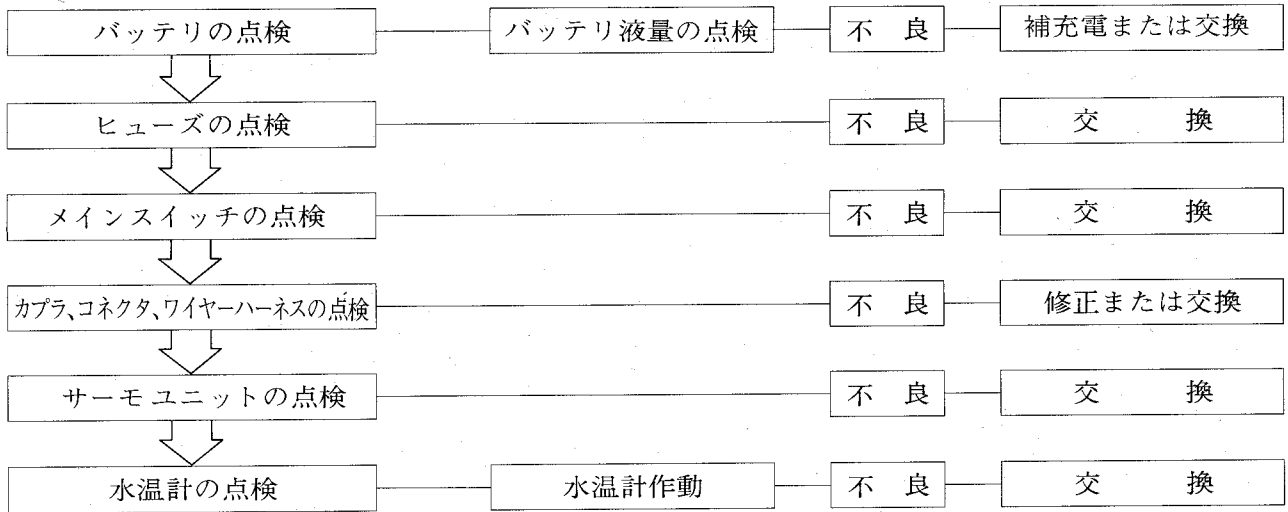 バッテリの点検 バッテリ液量の点検 不良 補充電または交換
ヒューズの点検 不良 交換
メインスイッチの点検 不良 交換
カプラ、コネクタ、ワイヤーハーネスの点検 不良 修正または交換
サーモユニットの点検 不良 交換
水温計の点検 水温計作動 不良 交換